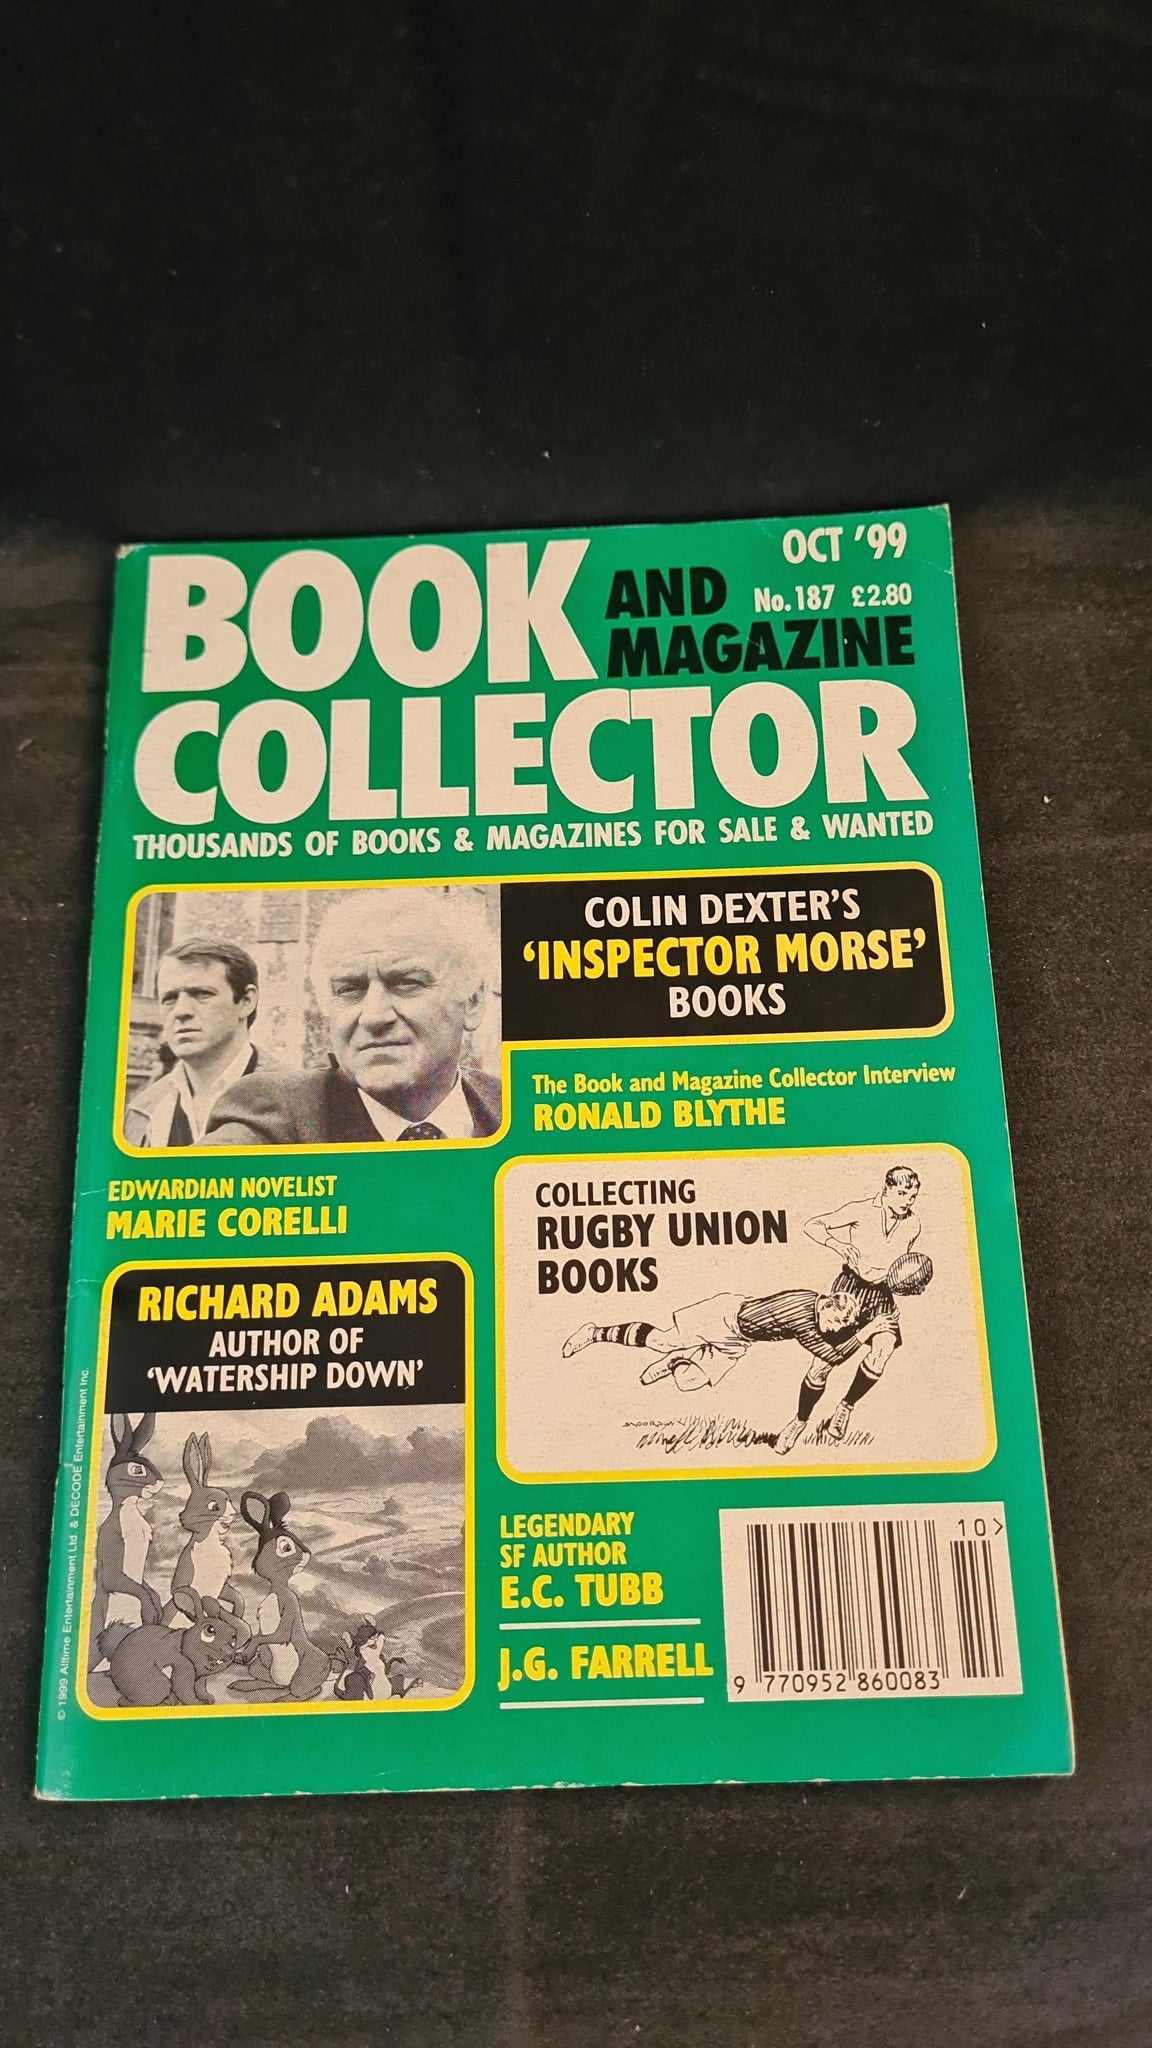 BOOK AND MAGAZINE
COLLECTOR
OCT '99
No. 187 £2.80
THOUSANDS OF BOOKS & MAGAZINES FOR SALE & WANTED
COLIN DEXTER'S
'INSPECTOR MORSE'
BOOKS
The Book and Magazine Collector Interview
RONALD BLYTHE
EDWARDIAN NOVELIST
MARIE CORELLI
COLLECTING
RUGBY UNION
BOOKS
RICHARD ADAMS
AUTHOR OF
'WATERSHIP DOWN'
© 1999 Alltime Entertainment Ltd. & DECODE Entertainment Inc.
LEGENDARY
SF AUTHOR
E.C. TUBB
J.G. FARRELL
10>
9 770952 860083